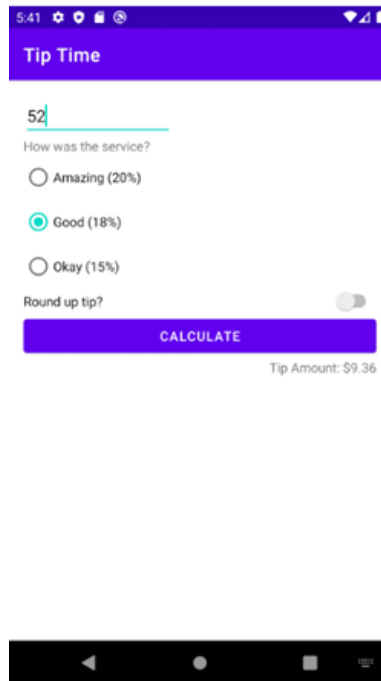 5:41
Tip Time
52
How was the service?
Amazing (20%)
Good (18%)
Okay (15%)
Round up tip?
CALCULATE
Tip Amount: $9.36